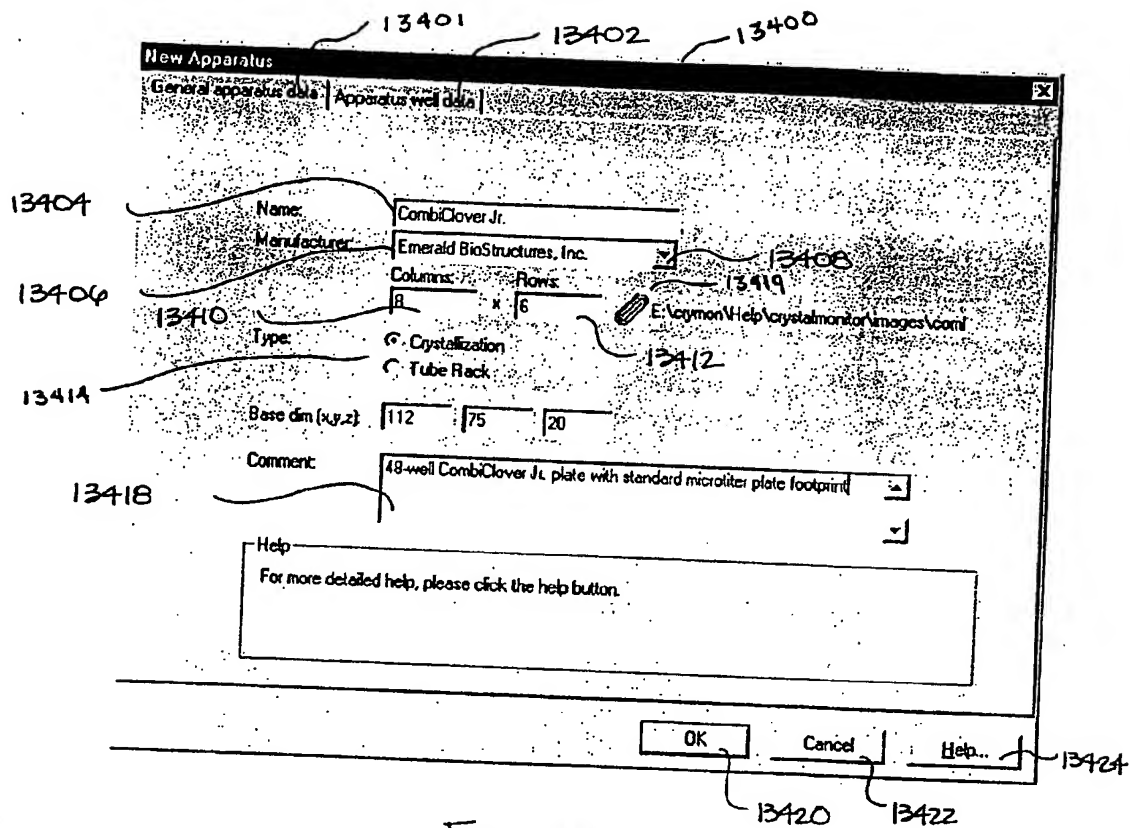 13401
13402
13400
New Apparatus
General apparatus data
Apparatus well data
13404
Name:
CombiClover Jr.
Manufacturer:
Emerald BioStructures, Inc.
13408
13406
Columns:
Rows:
13419
13410
8
x
6
E:\crymon\Help\crystalmonitor\images\coml
13412
Type:
Crystallization
Tube Rack
13414
Base dim (x,y,z):
112
75
20
Comment:
48-well CombiClover Jr. plate with standard microtiter plate footprint
13418
Help
For more detailed help, please click the help button.
OK
Cancel
Help...
13424
13420
13422